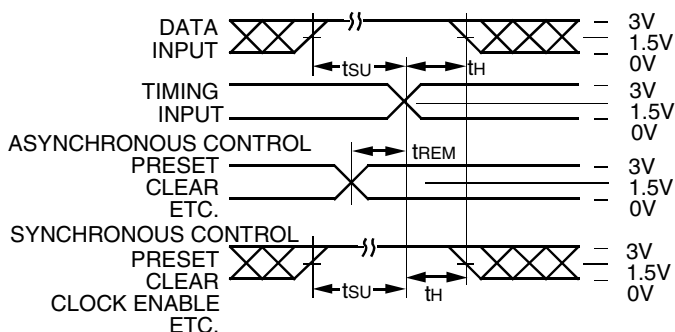 DATA
INPUT
tSU
tH
3V
1.5V
0V
TIMING
INPUT
3V
1.5V
0V
ASYNCHRONOUS CONTROL
PRESET
CLEAR
ETC.
tREM
3V
1.5V
0V
SYNCHRONOUS CONTROL
PRESET
CLEAR
CLOCK ENABLE
ETC.
tSU
tH
3V
1.5V
0V